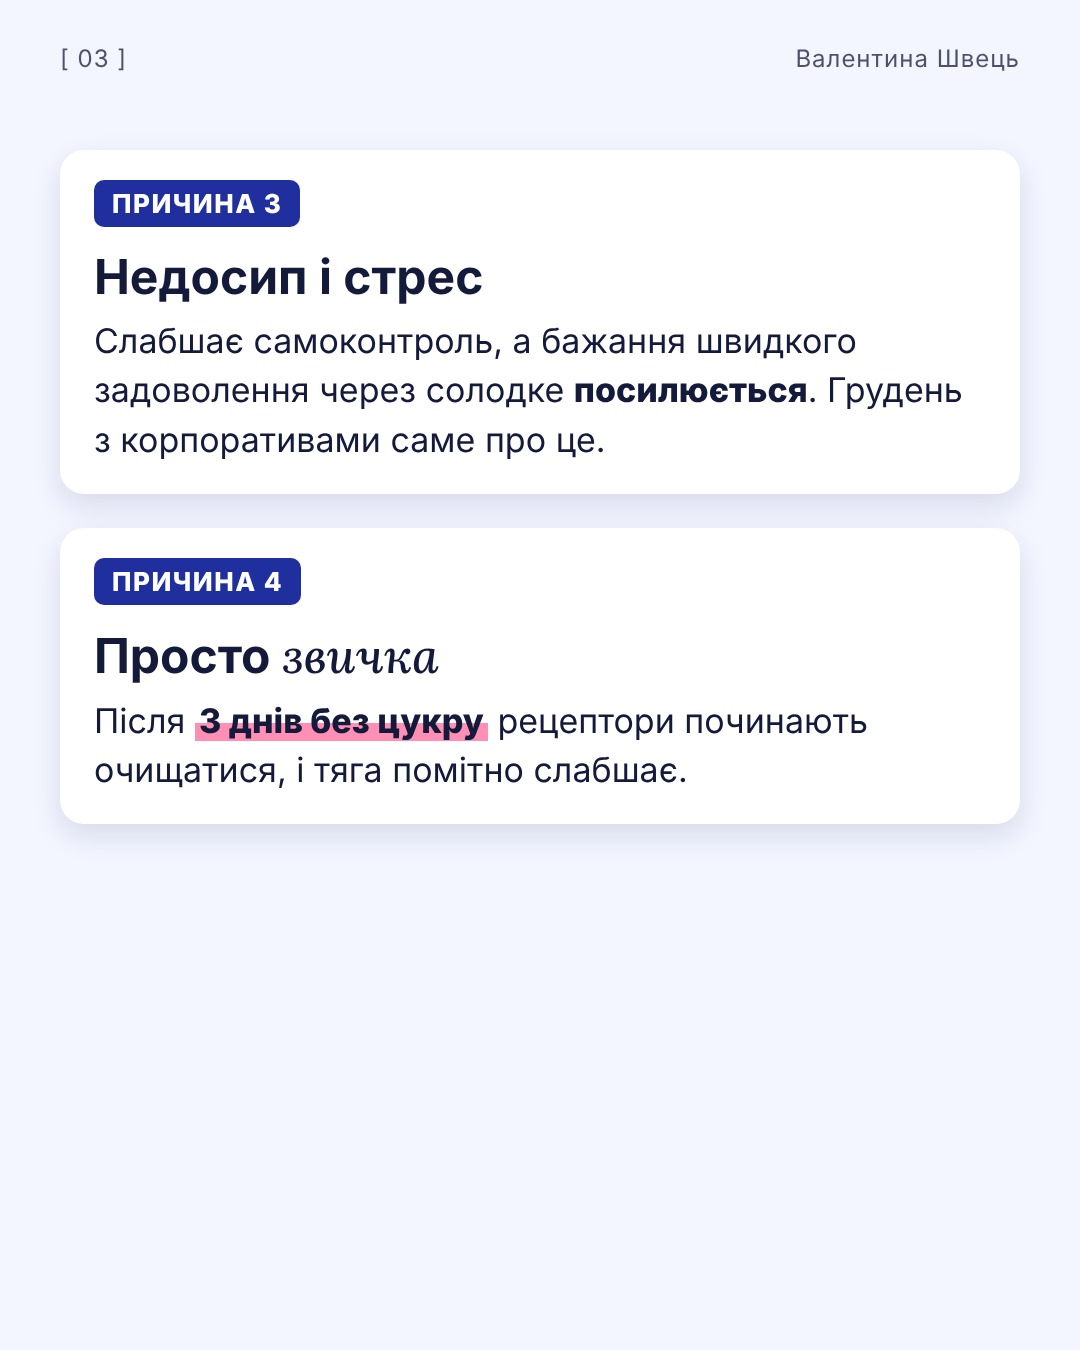 [ 03 ]
Валентина Швець
ПРИЧИНА 3
Недосип і стрес
Слабшає самоконтроль, а бажання швидкого
задоволення через солодке посилюється. Грудень
з корпоративами саме про це.
ПРИЧИНА 4
Просто звичка
Після 3 днів без цукру рецептори починають
очищатися, і тяга помітно слабшає.